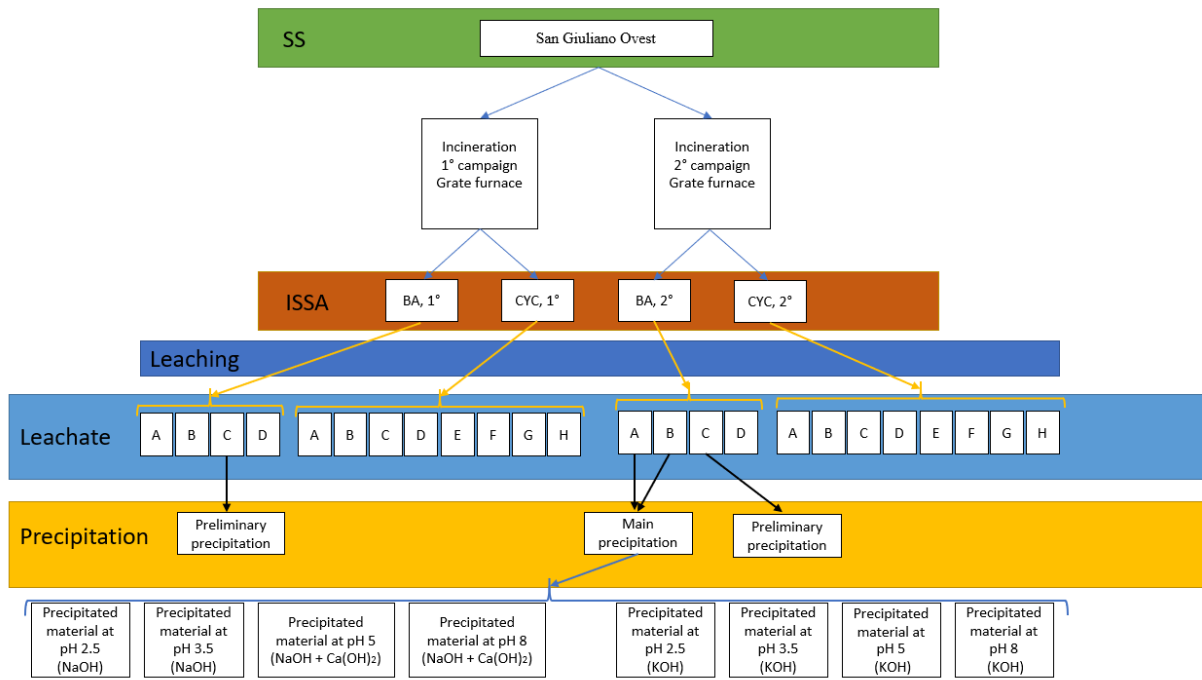 SS
San Giuliano Ovest
Incineration
1° campaign
Grate furnace
Incineration
2° campaign
Grate furnace
ISSA
BA, 1°
CYC, 1°
BA, 2°
CYC, 2°
Leaching
Leachate
A B C D
A B C D E F G H
A B C D
A B C D E F G H
Precipitation
Preliminary
precipitation
Main
precipitation
Preliminary
precipitation
Precipitated
material at
pH 2.5
(NaOH)
Precipitated
material at
pH 3.5
(NaOH)
Precipitated
material at pH 5
(NaOH + Ca(OH)₂)
Precipitated
material at pH 8
(NaOH + Ca(OH)₂)
Precipitated
material at
pH 2.5
(KOH)
Precipitated
material at
pH 3.5
(KOH)
Precipitated
material at
pH 5
(KOH)
Precipitated
material at
pH 8
(KOH)